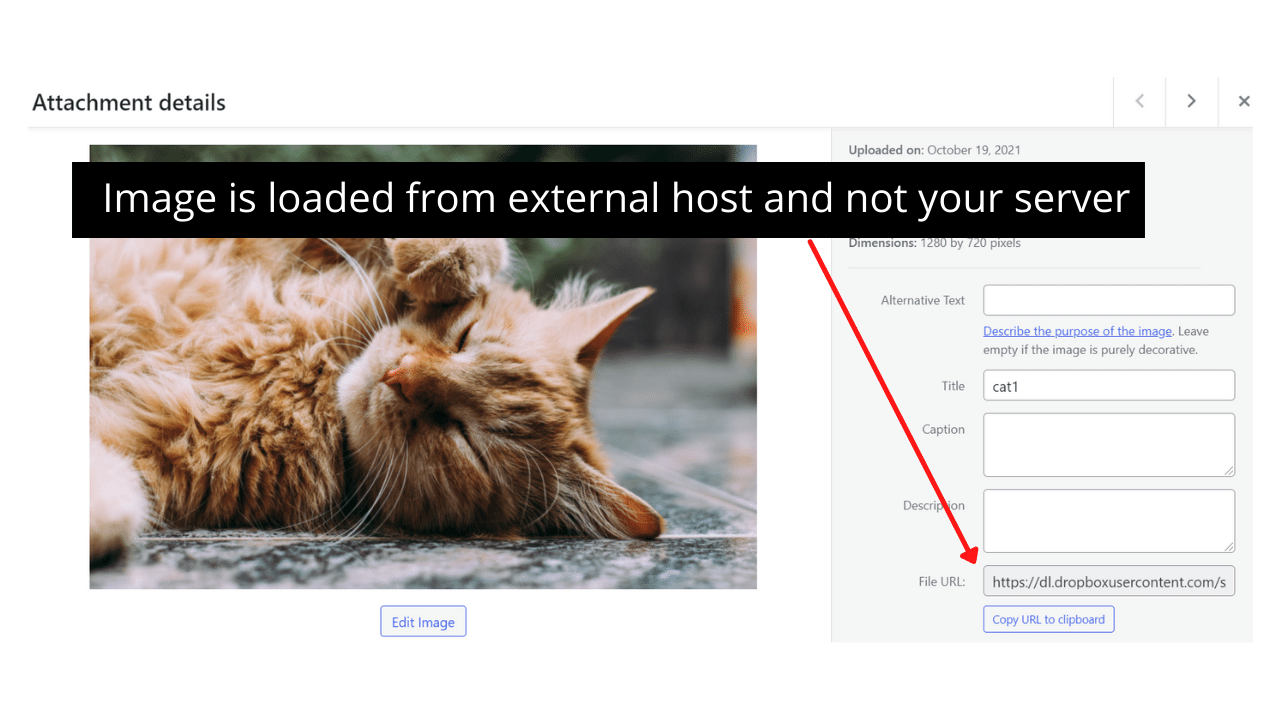 Attachment details
Uploaded on: October 19, 2021
Image is loaded from external host and not your server
Dimensions: 1280 by 720 pixels
Alternative Text
Describe the purpose of the image. Leave
empty if the image is purely decorative.
Title
cat1
Caption
Description
File URL:
https://dl.dropboxusercontent.com/s
Copy URL to clipboard
Edit Image